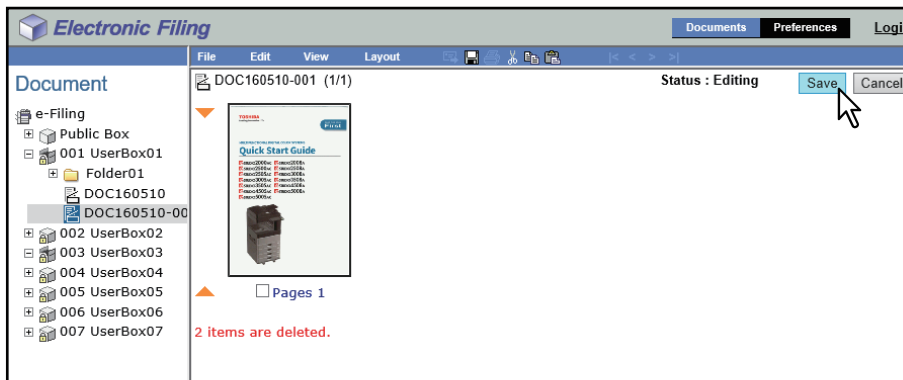 Electronic Filing
Documents Preferences Logi
File Edit View Layout |< < > >|
Document
DOC160510-001 (1/1) Status : Editing Save Cancel
e-Filing
Public Box
001 UserBox01
Folder01
DOC160510
DOC160510-00
002 UserBox02
003 UserBox03
004 UserBox04
005 UserBox05
006 UserBox06
007 UserBox07
TOSHIBA
Quick Start Guide
Pages 1
2 items are deleted.